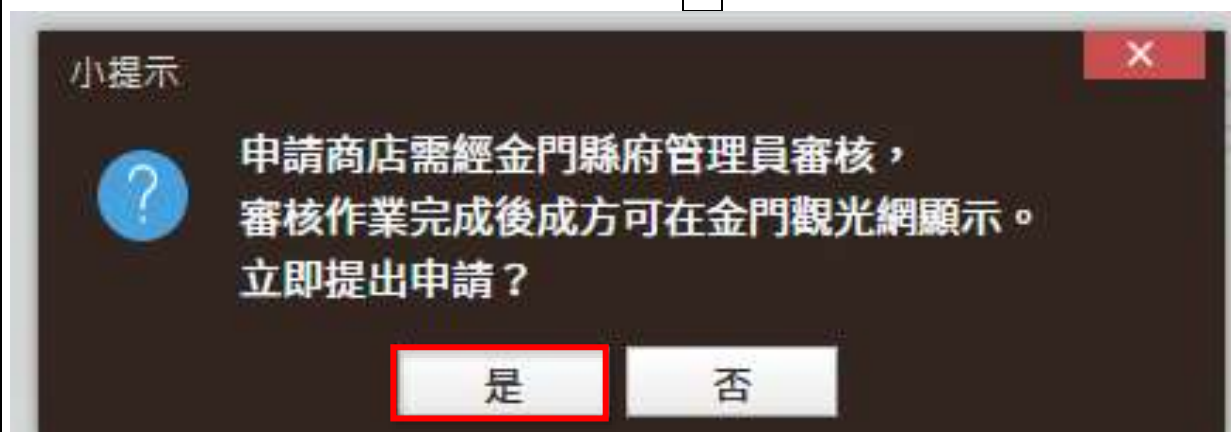 小提示
申請商店需經金門縣府管理員審核，
審核作業完成後成方可在金門觀光網顯示。
立即提出申請？
是 否